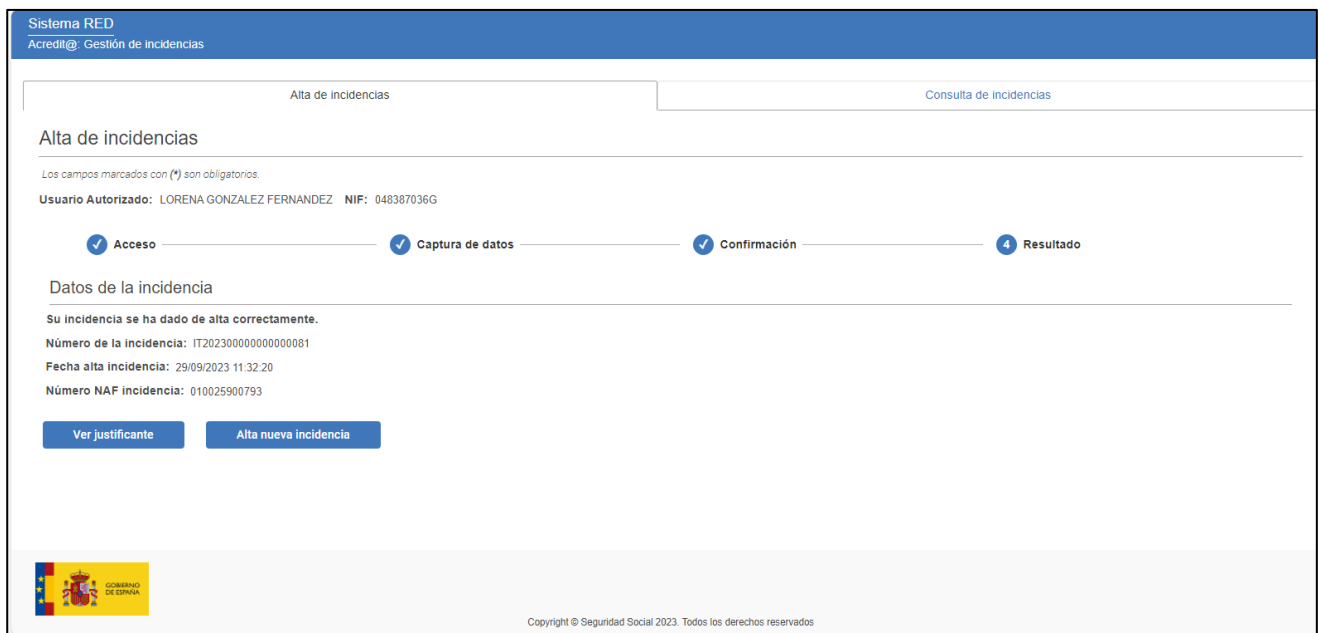 Sistema RED
Acredit@: Gestión de incidencias
Alta de incidencias
Consulta de incidencias
Alta de incidencias
Los campos marcados con (*) son obligatorios.
Usuario Autorizado: LORENA GONZALEZ FERNANDEZ NIF: 048387036G
Acceso
Captura de datos
Confirmación
4 Resultado
Datos de la incidencia
Su incidencia se ha dado de alta correctamente.
Número de la incidencia: IT202300000000000081
Fecha alta incidencia: 29/09/2023 11:32:20
Número NAF incidencia: 010025900793
Ver justificante
Alta nueva incidencia
GOBIERNO
DE ESPAÑA
Copyright © Seguridad Social 2023. Todos los derechos reservados